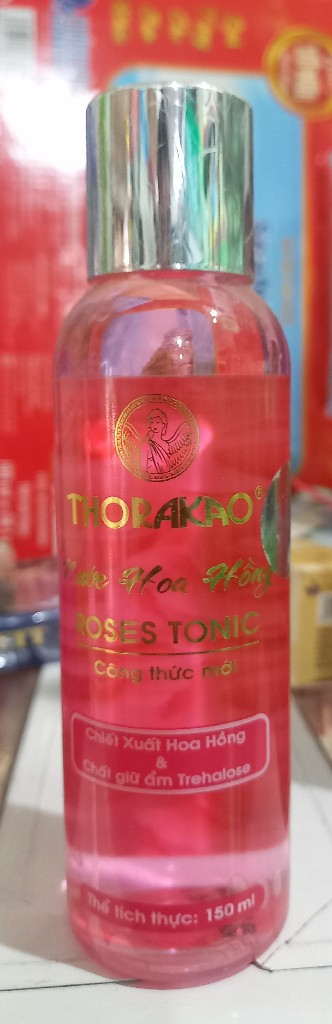 THORAKAO®
Nước Hoa Hồng
ROSES TONIC
Công thức mới
Chiết Xuất Hoa Hồng
&
Chất giữ ẩm Trehalose
Thể tích thực: 150 ml